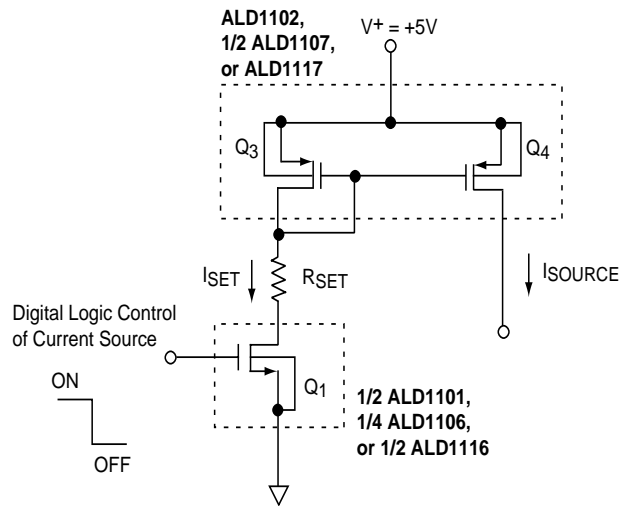 ALD1102,
1/2 ALD1107,
or ALD1117
V+ = +5V
Q3
Q4
ISET
RSET
ISOURCE
Digital Logic Control
of Current Source
ON
OFF
Q1
1/2 ALD1101,
1/4 ALD1106,
or 1/2 ALD1116